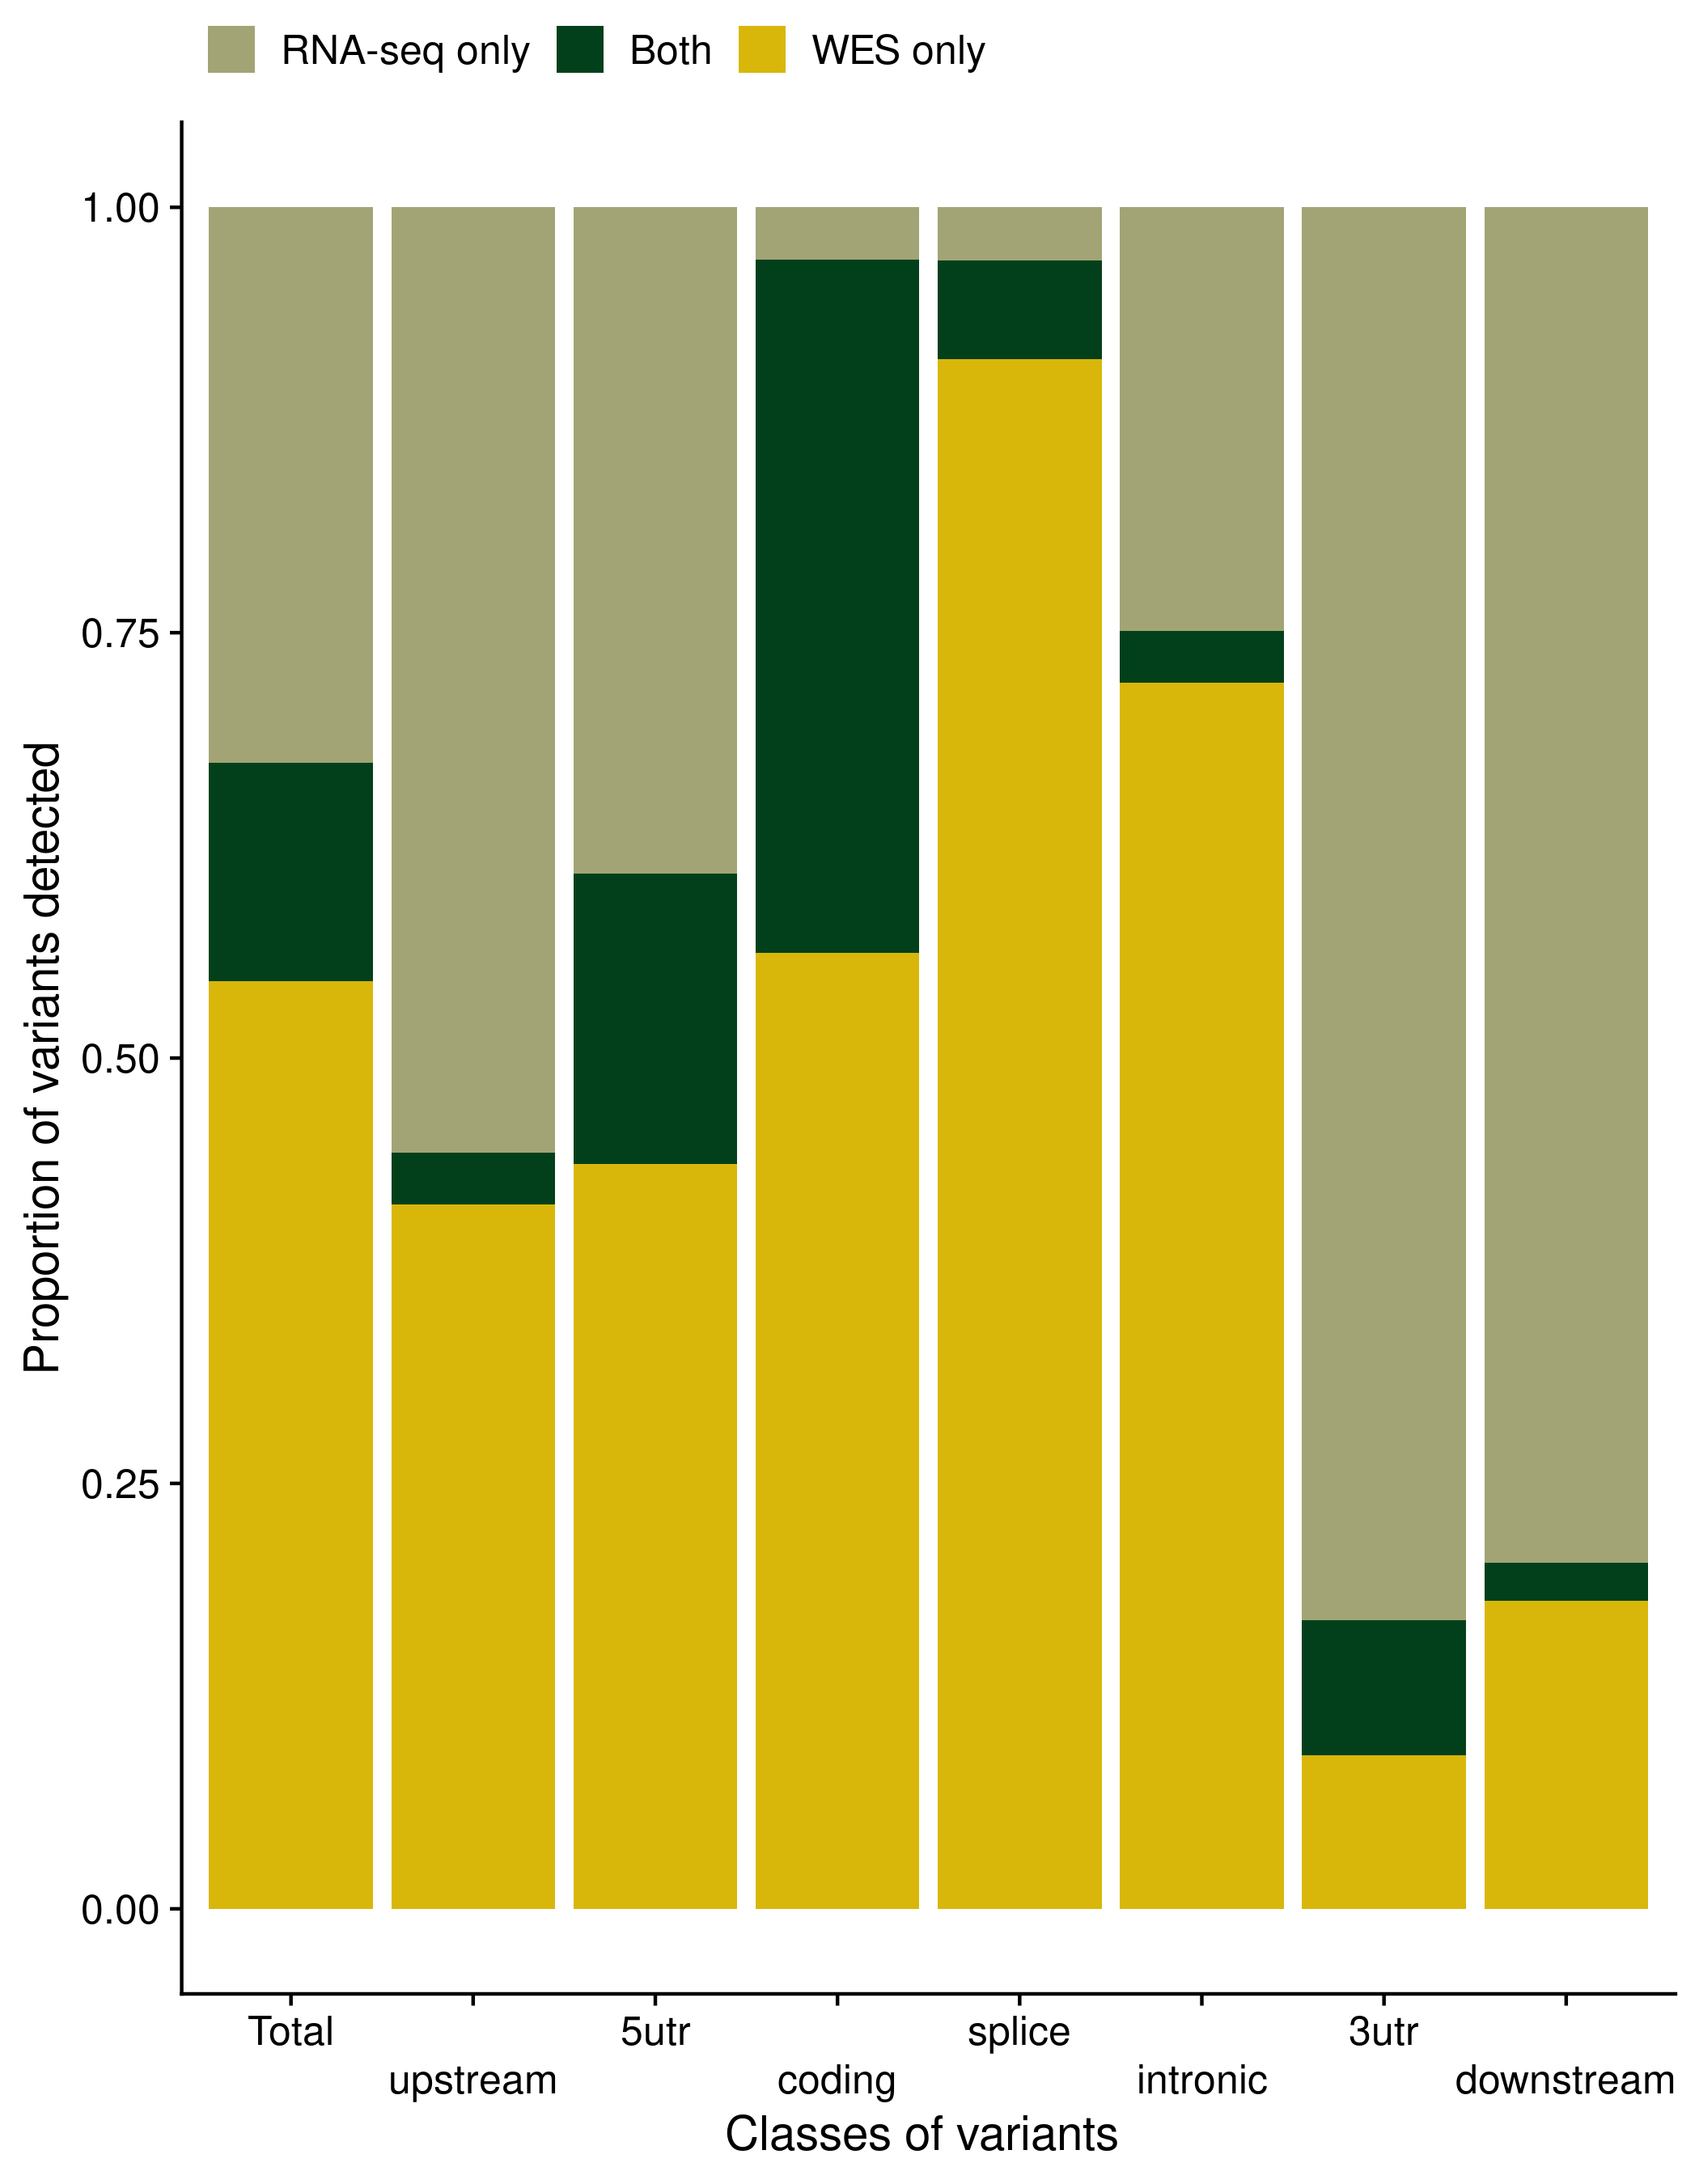 RNA-seq only Both WES only
1.00
0.75
0.50
0.25
0.00
Proportion of variants detected
Total 5utr splice 3utr
upstream coding intronic downstream
Classes of variants